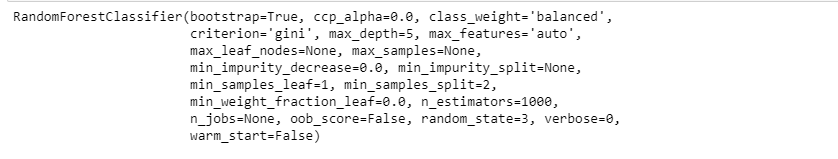 RandomForestClassifier(bootstrap=True, ccp_alpha=0.0, class_weight='balanced',
                       criterion='gini', max_depth=5, max_features='auto',
                       max_leaf_nodes=None, max_samples=None,
                       min_impurity_decrease=0.0, min_impurity_split=None,
                       min_samples_leaf=1, min_samples_split=2,
                       min_weight_fraction_leaf=0.0, n_estimators=1000,
                       n_jobs=None, oob_score=False, random_state=3, verbose=0,
                       warm_start=False)